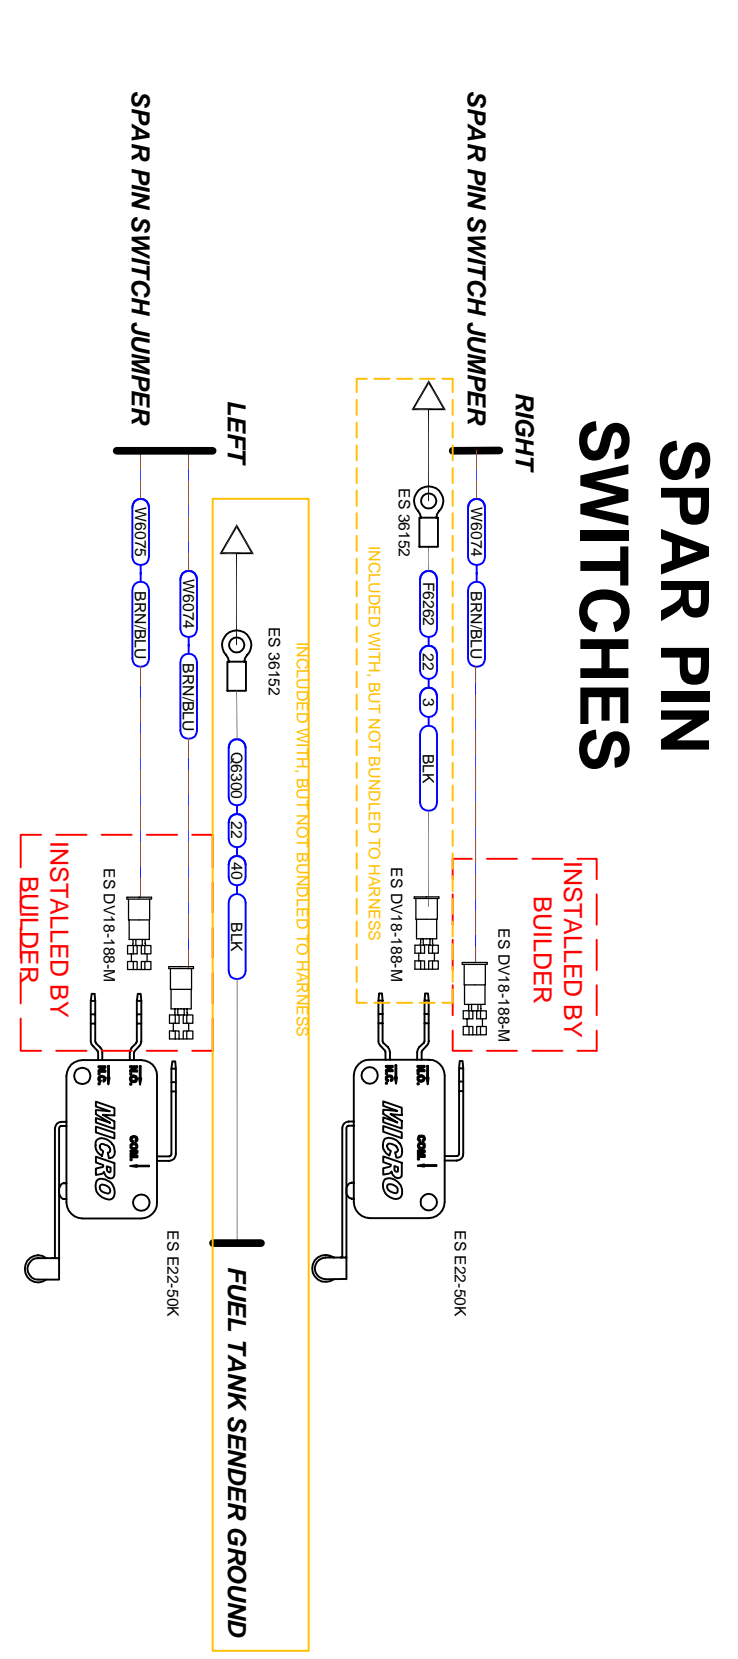 SPAR PIN
SWITCHES
RIGHT
SPAR PIN SWITCH JUMPER
W6074
BRN/BLU
INSTALLED BY
BUILDER
ES DV18-188-M
ES 36152
F6262
22
3
BLK
ES DV18-188-M
INCLUDED WITH, BUT NOT BUNDLED TO HARNESS
N.O.
N.C.
COM.
MICRO
ES E22-50K
LEFT
ES 36152
INCLUDED WITH, BUT NOT BUNDLED TO HARNESS
Q6300
22
40
BLK
FUEL TANK SENDER GROUND
SPAR PIN SWITCH JUMPER
W6074
BRN/BLU
W6075
BRN/BLU
ES DV18-188-M
INSTALLED BY
BUILDER
N.O.
N.C.
COM.
MICRO
ES E22-50K